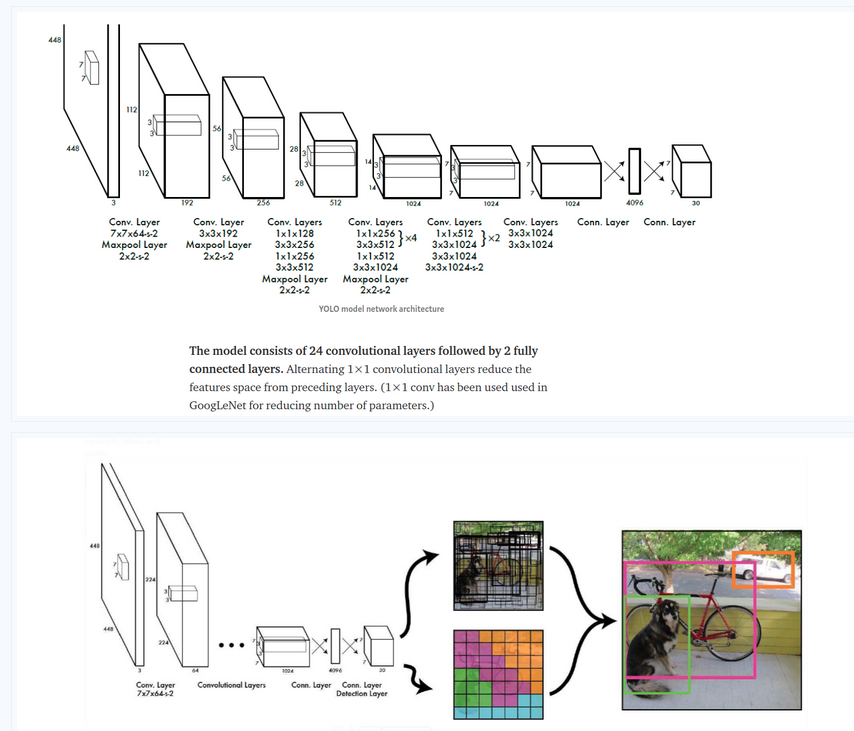 448
7
7
448
3
112
3
3
112
192
56
3
3
56
256
28
3
3
28
512
14
3
3
14
1024
7
3
3
7
1024
7
7
1024
4096
7
7
30
Conv. Layer
7x7x64-s-2
Maxpool Layer
2x2-s-2
Conv. Layer
3x3x192
Maxpool Layer
2x2-s-2
Conv. Layers
1x1x128
3x3x256
1x1x256
3x3x512
Maxpool Layer
2x2-s-2
Conv. Layers
1x1x256
3x3x512
}×4
1x1x512
3x3x1024
Maxpool Layer
2x2-s-2
Conv. Layers
1x1x512
3x3x1024
}×2
3x3x1024
3x3x1024-s-2
Conv. Layers
3x3x1024
3x3x1024
Conn. Layer
Conn. Layer
YOLO model network architecture
The model consists of 24 convolutional layers followed by 2 fully
connected layers. Alternating 1×1 convolutional layers reduce the
features space from preceding layers. (1×1 conv has been used used in
GoogLeNet for reducing number of parameters.)
448
7
7
448
3
224
3
3
224
64
7
7
1024
4096
7
7
30
Conv. Layer
7x7x64-s-2
Convolutional Layers
Conn. Layer
Conn. Layer
Detection Layer